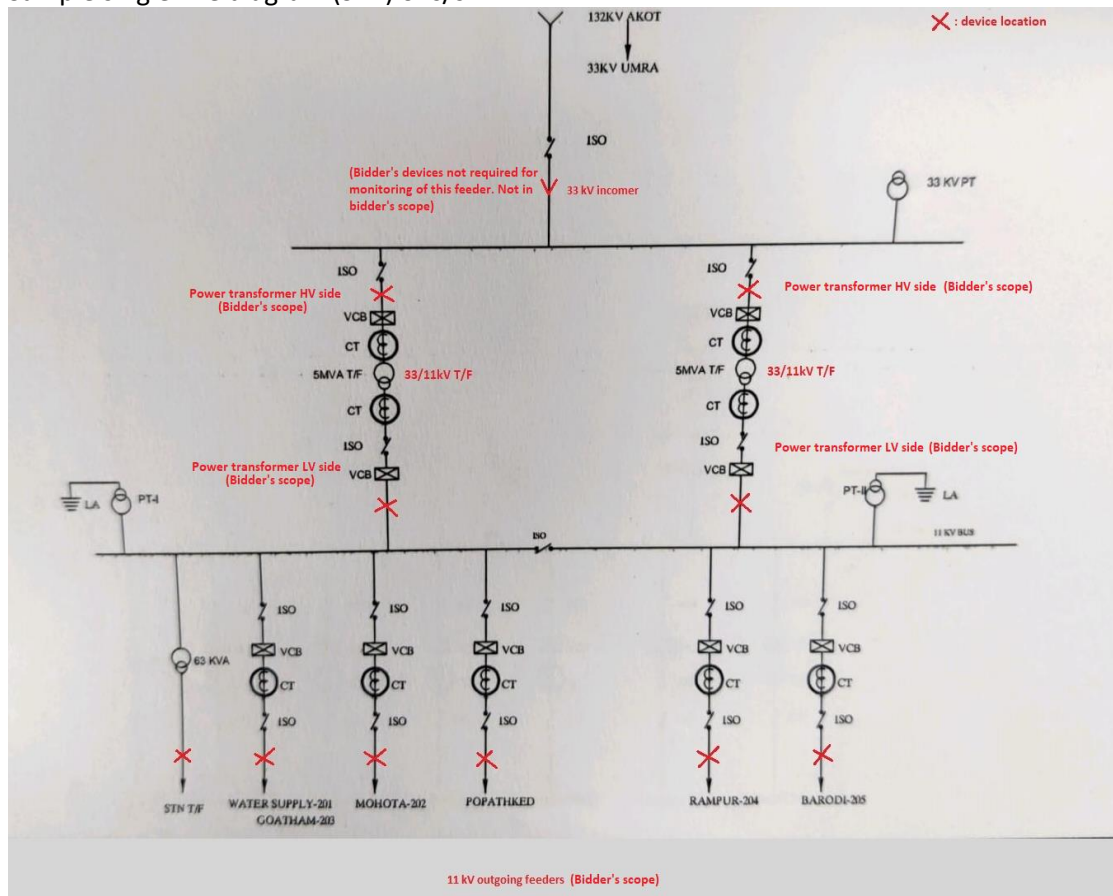 Sample single line diagram (SLD)
132KV AKOT
33KV UMRA
: device location
ISO
(Bidder's devices not required for
monitoring of this feeder. Not in
bidder's scope)
33 kV incomer
33 KV PT
ISO
ISO
Power transformer HV side
(Bidder's scope)
Power transformer HV side (Bidder's scope)
VCB
VCB
CT
CT
5MVA T/F
33/11kV T/F
5MVA T/F
33/11kV T/F
CT
CT
ISO
ISO
Power transformer LV side
(Bidder's scope)
Power transformer LV side (Bidder's scope)
VCB
VCB
LA
PT-I
PT-II
LA
ISO
11 KV BUS
ISO
ISO
ISO
ISO
ISO
63 KVA
VCB
VCB
VCB
VCB
VCB
CT
CT
CT
CT
CT
ISO
ISO
ISO
ISO
ISO
STN T/F
WATER SUPPLY-201
GOATHAM-203
MOHOTA-202
POPATHKED
RAMPUR-204
BARODI-205
11 kV outgoing feeders (Bidder's scope)